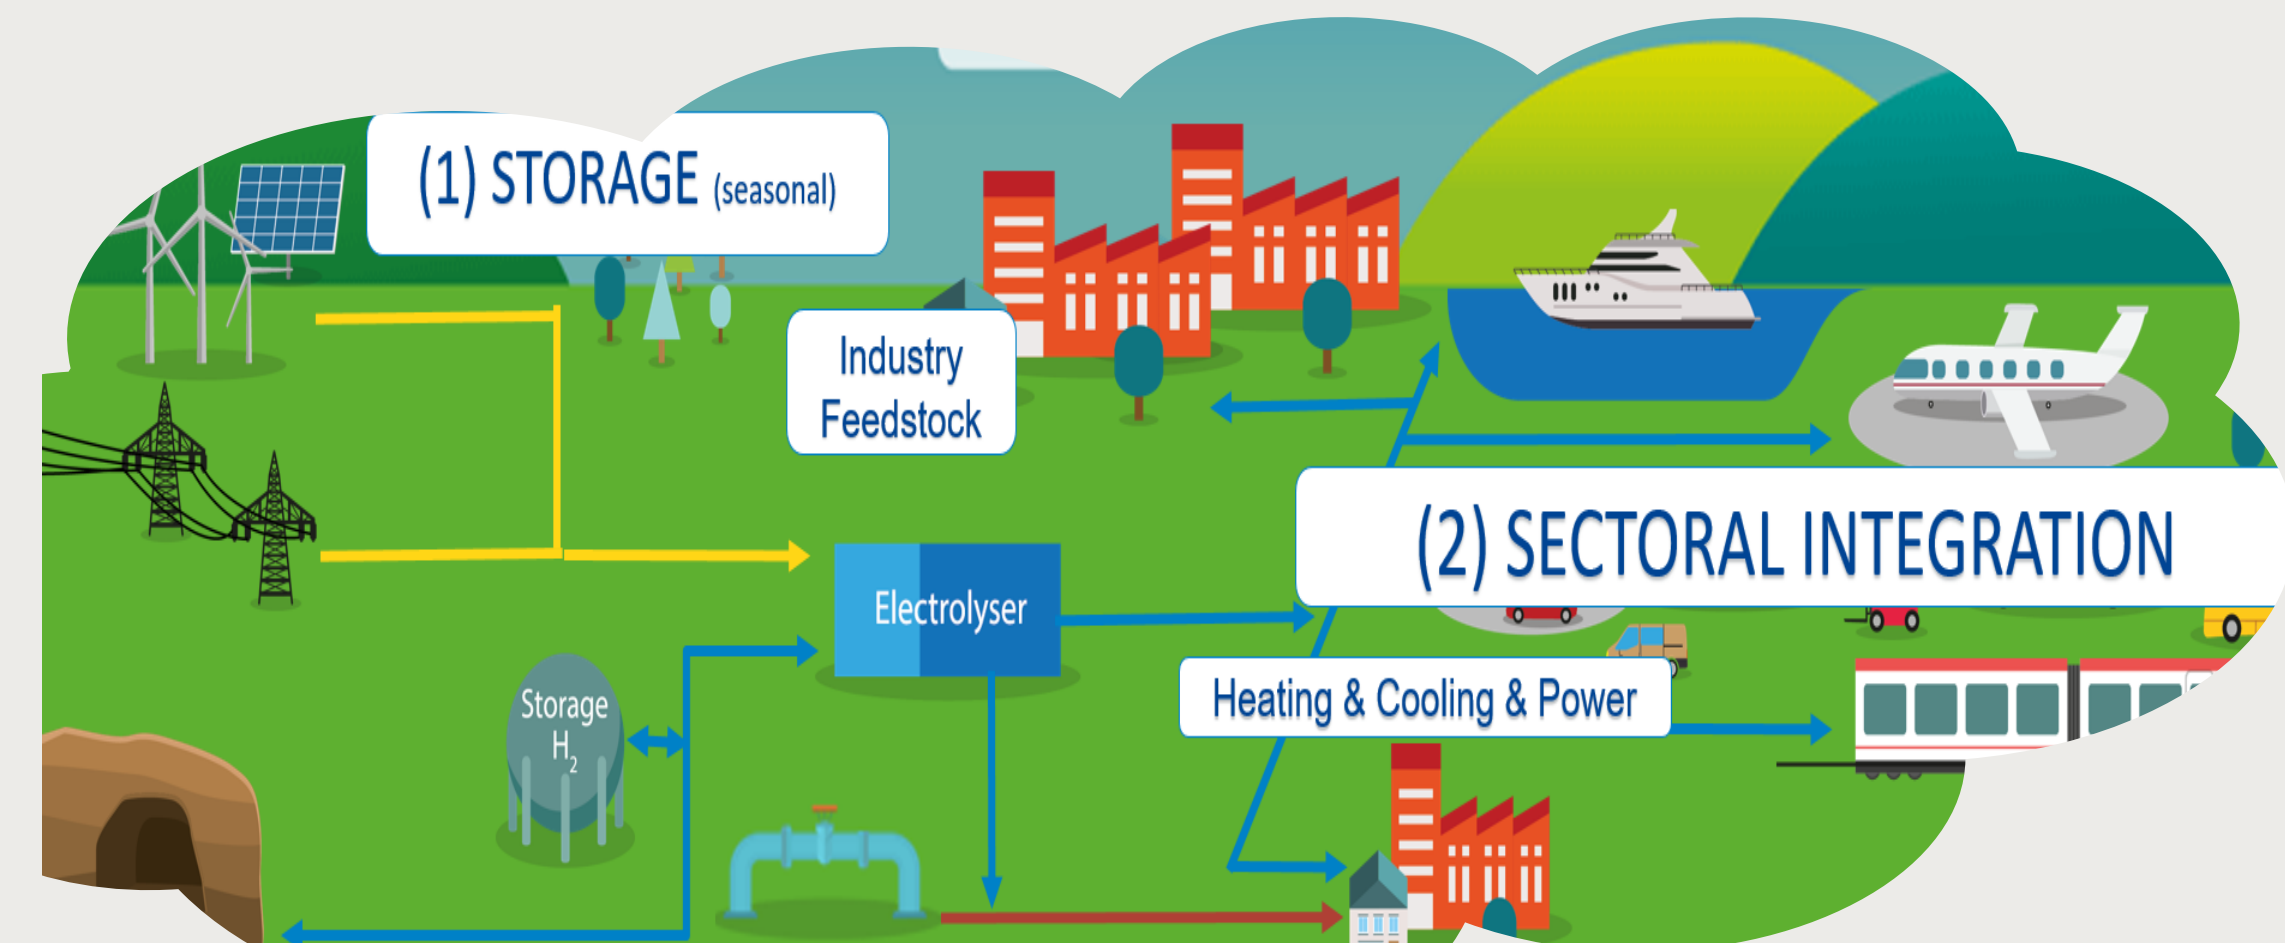 (1) STORAGE (seasonal)
Industry
Feedstock
(2) SECTORAL INTEGRATION
Electrolyser
Heating & Cooling & Power
Storage
H₂